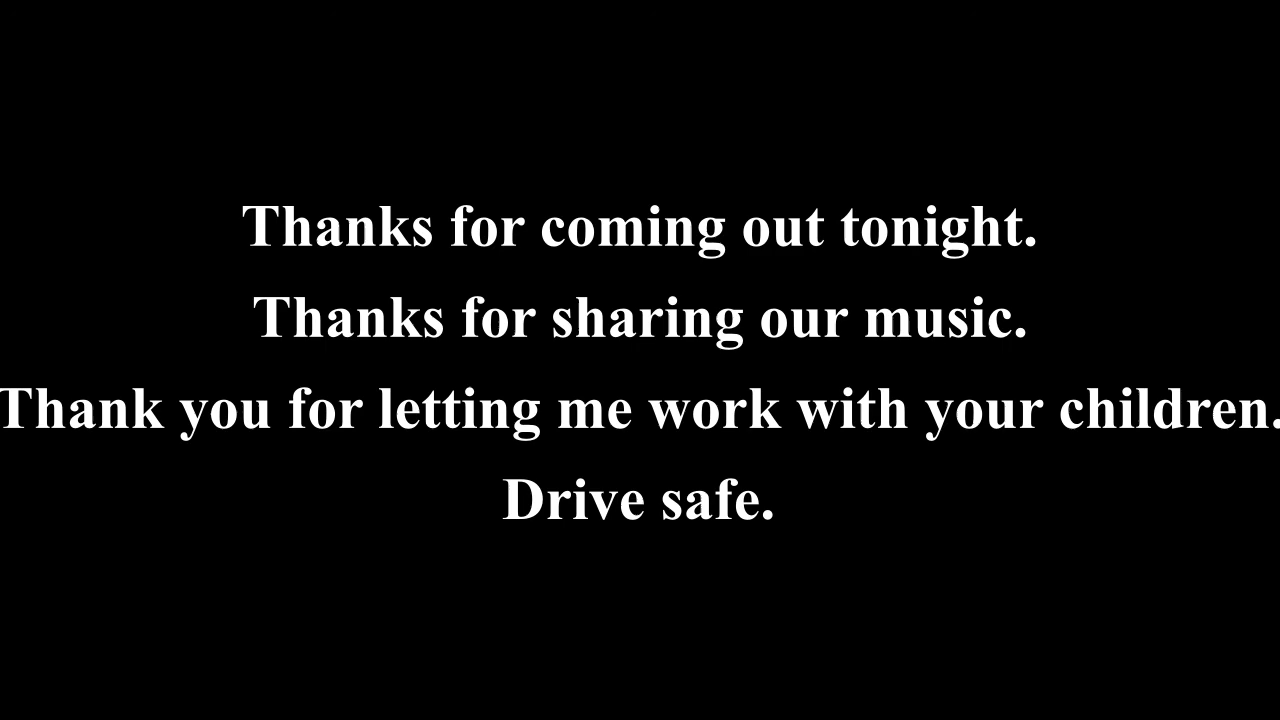 Thanks for coming out tonight.
Thanks for sharing our music.
Thank you for letting me work with your children.
Drive safe.